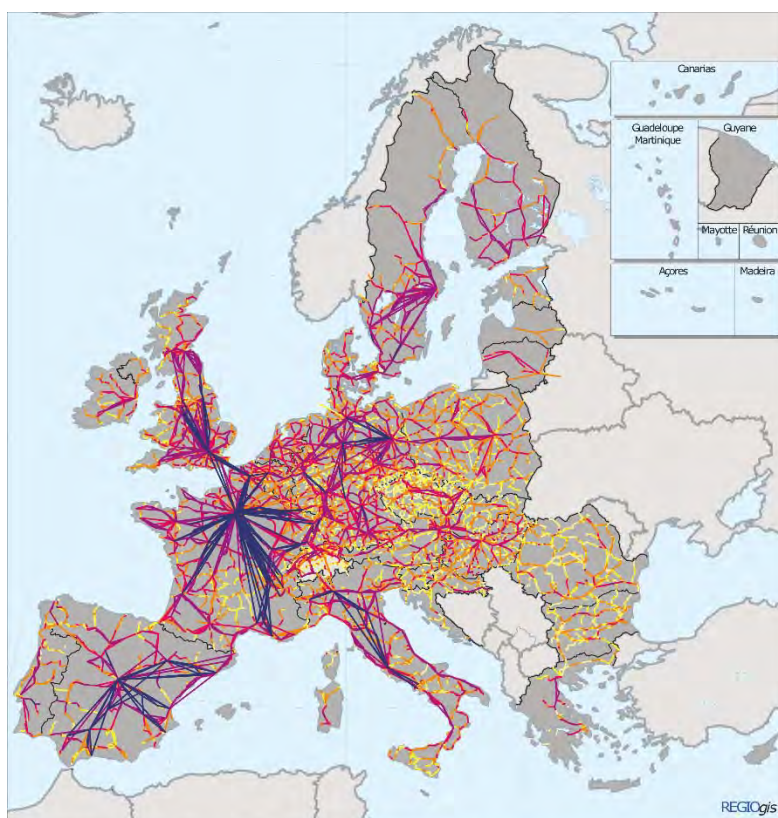 Canarias
Guadeloupe
Martinique
Guyane
Mayotte
Réunion
Açores
Madeira
REGIOgis